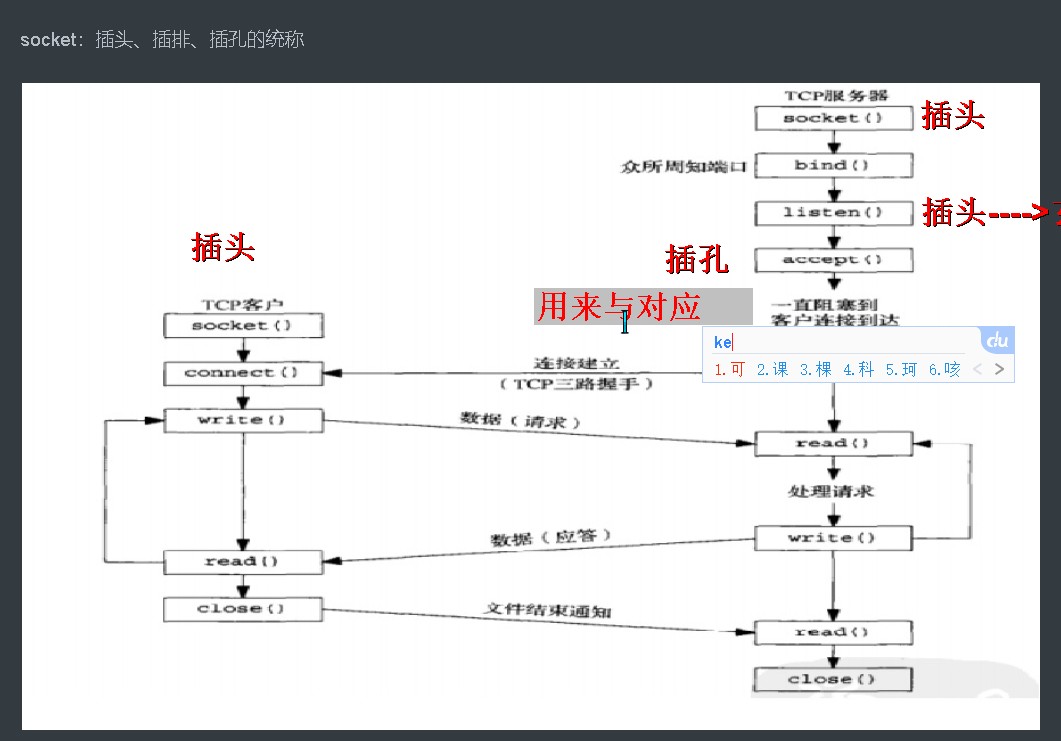 socket：插头、插排、插孔的统称
TCP服务器
socket()
插头
众所周知端口
bind()
listen()
插头---->
插头
插孔
accept()
用来与对应
一直阻塞到
客户连接到达
TCP客户
socket()
ke
du
1.可 2.课 3.棵 4.科 5.珂 6.咳 < >
connect()
连接建立
（TCP三路握手）
write()
数据（请求）
read()
处理请求
数据（应答）
write()
read()
close()
文件结束通知
read()
close()